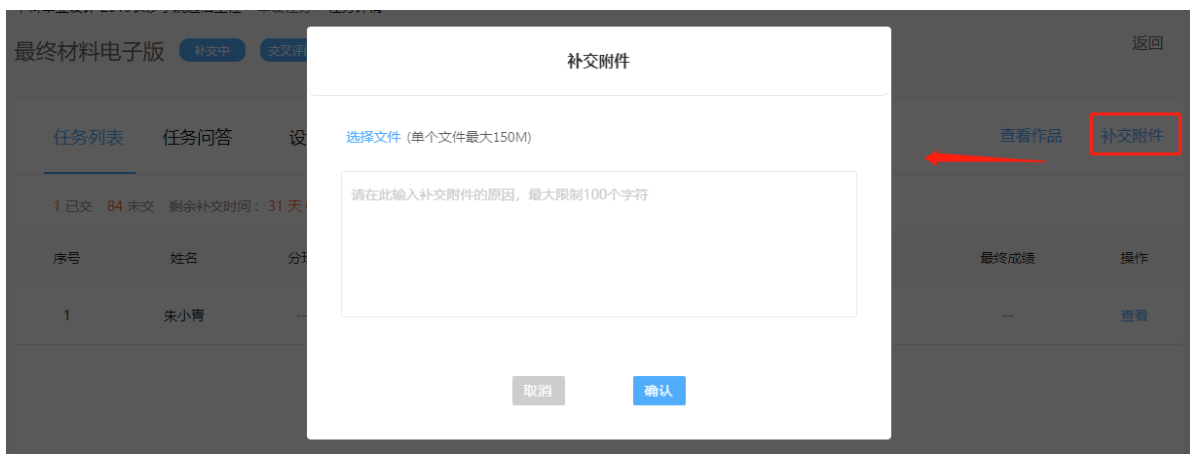 最终材料电子版 补交中 交叉评
返回
补交附件
任务列表 任务问答 设
查看作品 补交附件
选择文件 (单个文件最大150M)
请在此输入补交附件的原因，最大限制100个字符
1 已交 84 未交 剩余补交时间：31 天
序号 姓名 最终成绩 操作
1 朱小青 -- -- 查看
取消 确认